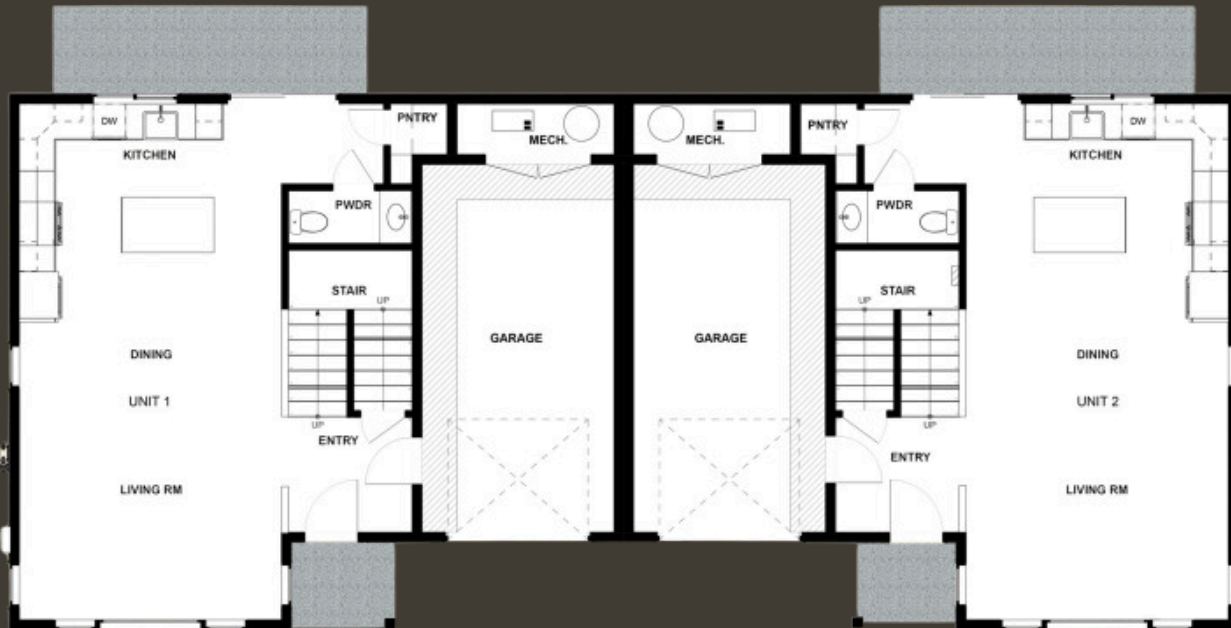 DW
KITCHEN
PNTRY
MECH.
PWDR
STAIR
UP
GARAGE
DINING
UNIT 1
UP
ENTRY
LIVING RM
MECH.
PNTRY
DW
KITCHEN
PWDR
STAIR
UP
GARAGE
DINING
UNIT 2
UP
ENTRY
LIVING RM